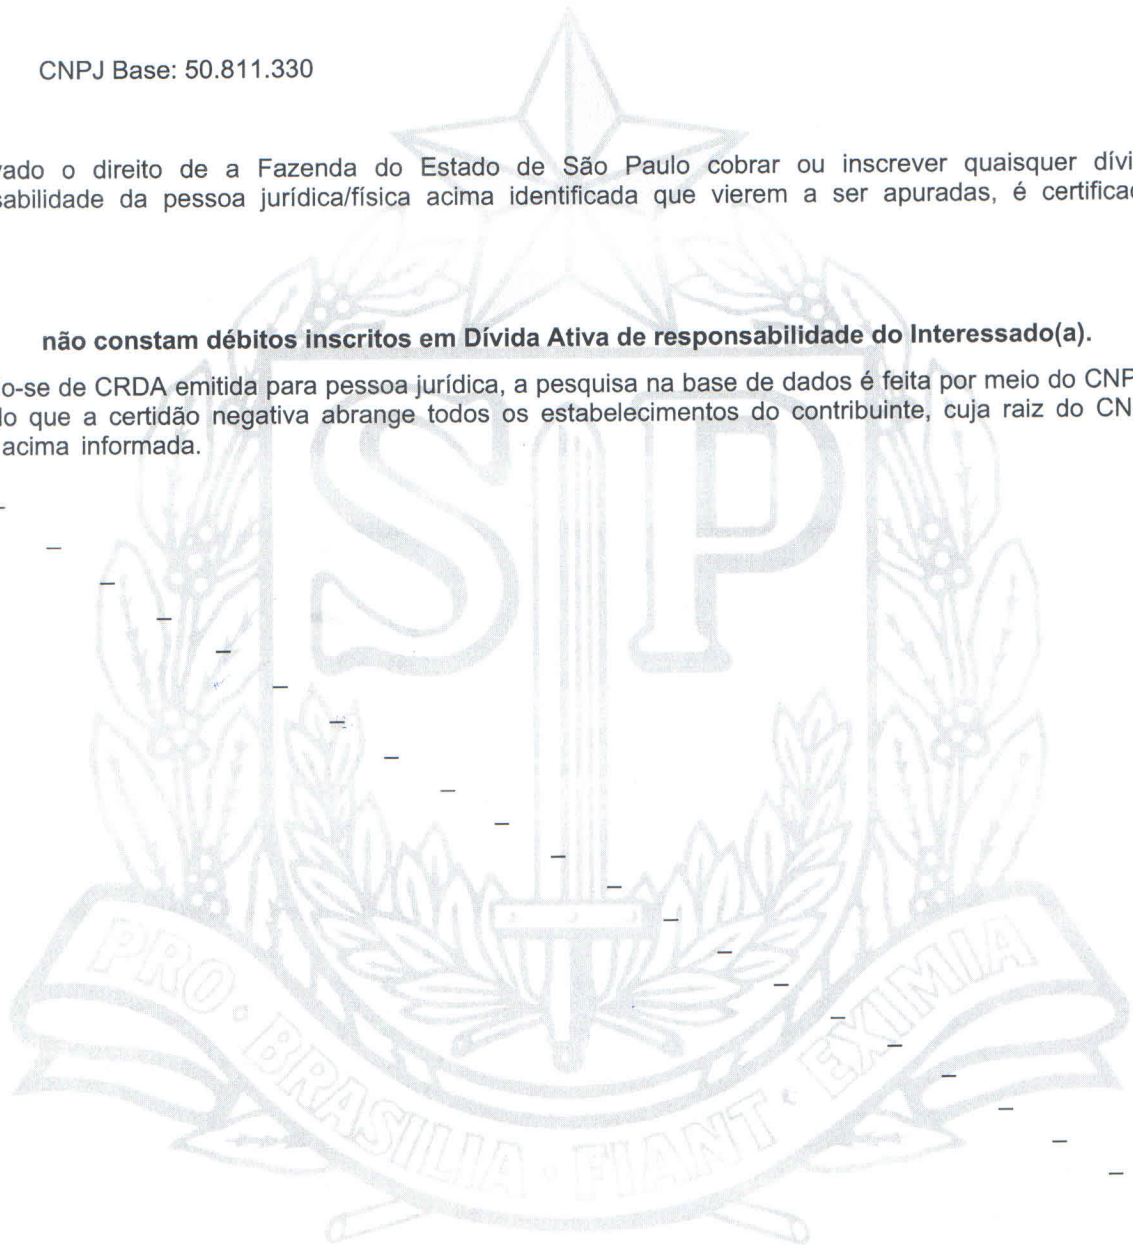 CNPJ Base: 50.811.330
vado o direito de a Fazenda do Estado de São Paulo cobrar ou inscrever quaisquer dívi
sabilidade da pessoa jurídica/física acima identificada que vierem a ser apuradas, é certificad
não constam débitos inscritos em Dívida Ativa de responsabilidade do Interessado(a).
o-se de CRDA emitida para pessoa jurídica, a pesquisa na base de dados é feita por meio do CNP
lo que a certidão negativa abrange todos os estabelecimentos do contribuinte, cuja raiz do CN
acima informada.
SP
PRO · BRASILIA · FIANT · EXIMIA